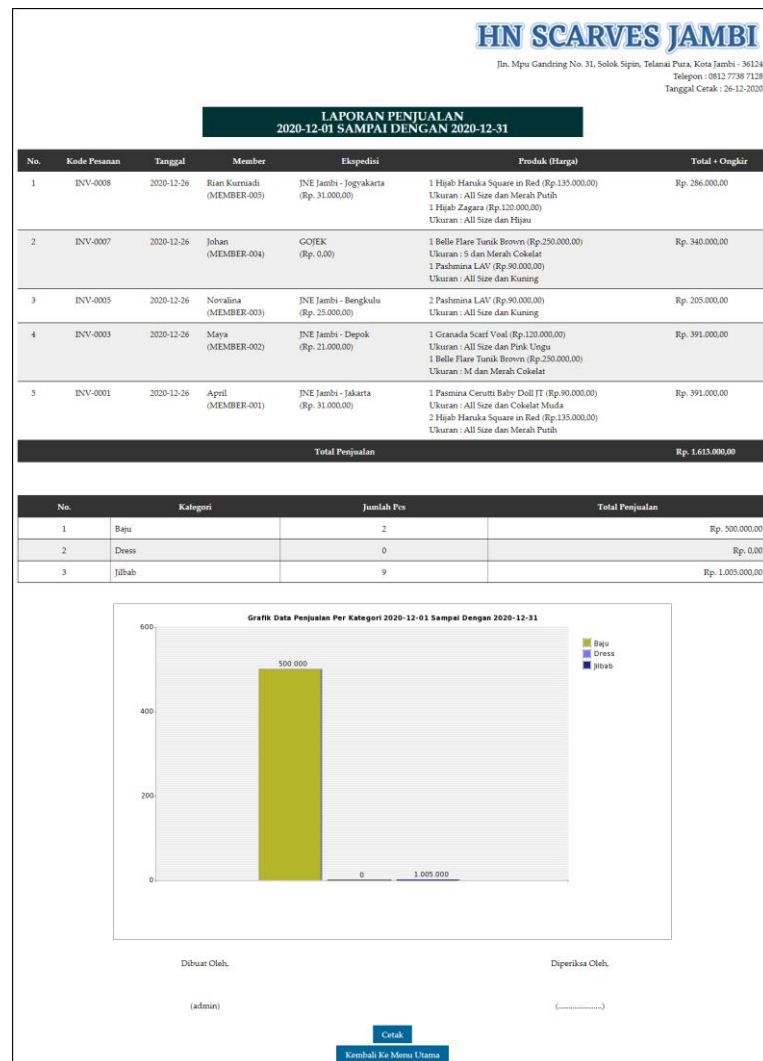 HN SCARVES JAMBI
Jln. Mpu Gandring No. 31, Solok Sipin, Telanai Pura, Kota Jambi - 36124
Telepon : 0812 7738 7128
Tanggal Cetak : 26-12-2020
LAPORAN PENJUALAN
2020-12-01 SAMPAI DENGAN 2020-12-31
No. Kode Pesanan Tanggal Member Ekspedisi Produk (Harga) Total + Ongkir
1 INV-0008 2020-12-26 Rian Kurniadi JNE Jambi - Jogyakarta 1 Hijab Haruka Square in Red (Rp.135.000,00) Rp. 286.000,00
(MEMBER-005) (Rp. 31.000,00) Ukuran : All Size dan Merah Putih
1 Hijab Zagara (Rp.120.000,00)
Ukuran : All Size dan Hijau
2 INV-0007 2020-12-26 Johan GOJEK 1 Belle Flare Tunik Brown (Rp.250.000,00) Rp. 340.000,00
(MEMBER-004) (Rp. 0,00) Ukuran : S dan Merah Cokelat
1 Pashmina LAV (Rp.90.000,00)
Ukuran : All Size dan Kuning
3 INV-0005 2020-12-26 Novalina JNE Jambi - Bengkulu 2 Pashmina LAV (Rp.90.000,00) Rp. 205.000,00
(MEMBER-003) (Rp. 25.000,00) Ukuran : All Size dan Kuning
4 INV-0003 2020-12-26 Maya JNE Jambi - Depok 1 Granada Scarf Voal (Rp.120.000,00) Rp. 391.000,00
(MEMBER-002) (Rp. 21.000,00) Ukuran : All Size dan Pink Ungu
1 Belle Flare Tunik Brown (Rp.250.000,00)
Ukuran : M dan Merah Cokelat
5 INV-0001 2020-12-26 April JNE Jambi - Jakarta 1 Pasmina Cerutti Baby Doll JT (Rp.90.000,00) Rp. 391.000,00
(MEMBER-001) (Rp. 31.000,00) Ukuran : All Size dan Cokelat Muda
2 Hijab Haruka Square in Red (Rp.135.000,00)
Ukuran : All Size dan Merah Putih
Total Penjualan Rp. 1.613.000,00
No. Kategori Jumlah Pcs Total Penjualan
1 Baju 2 Rp. 500.000,00
2 Dress 0 Rp. 0,00
3 Jilbab 9 Rp. 1.005.000,00
Grafik Data Penjualan Per Kategori 2020-12-01 Sampai Dengan 2020-12-31
600
Baju
Dress
Jilbab
500.000
400
200
0 0 1.005.000
Dibuat Oleh, Diperiksa Oleh,
(admin) (....................)
Cetak
Kembali Ke Menu Utama